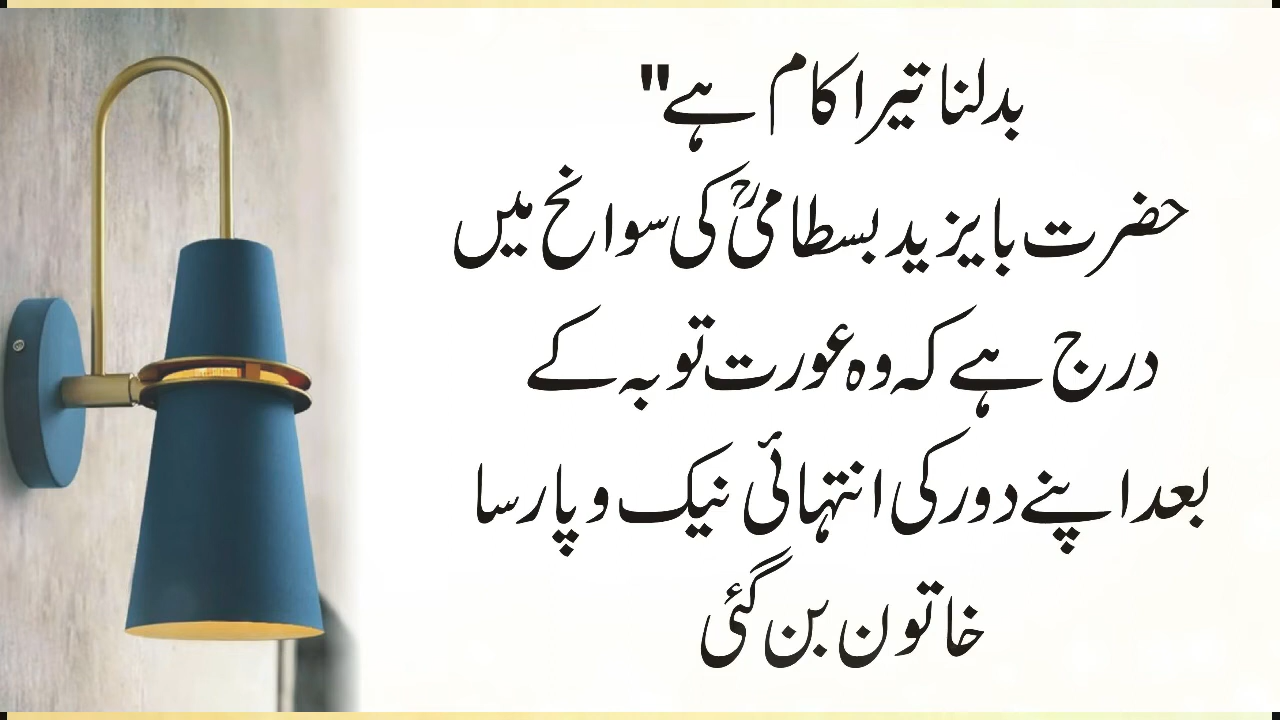 بدلنا تیرا کام ہے"
حضرت بایزید بسطامیؒ کی سوانح میں
درج ہے کہ وہ عورت توبہ کے
بعد اپنے دور کی انتہائی نیک و پارسا
خاتون بن گئی